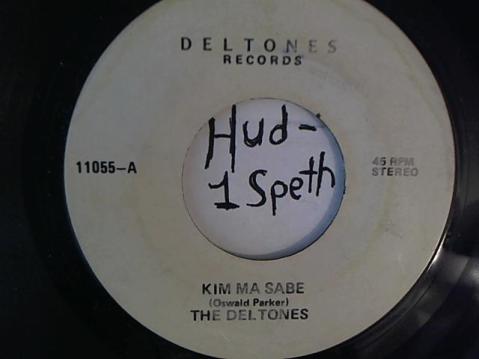 DELTONES
RECORDS
Hud-
1 Speth
11055-A
45 RPM
STEREO
KIM MA SABE
(Oswald Parker)
THE DELTONES